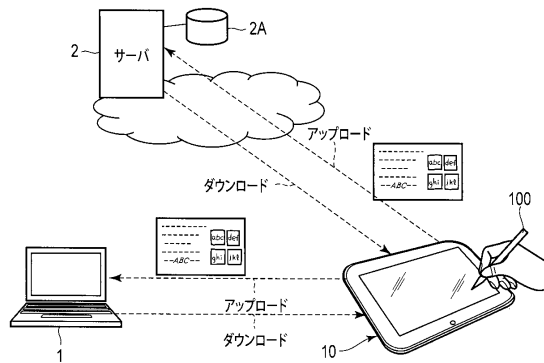 2
サーバ
2A
アップロード
ダウンロード
abc def
ghi jkl
--ABC--
100
abc def
ghi jkl
--ABC--
アップロード
ダウンロード
1
10